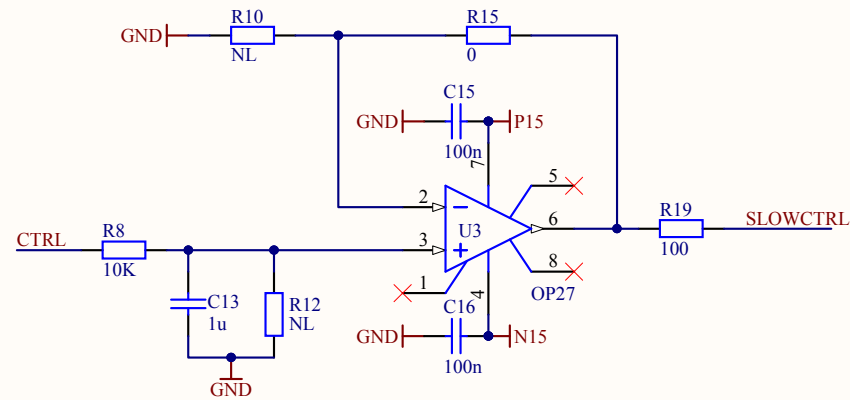 R10
R15
GND
NL
0
C15
GND
P15
100n
7
2
5
U3
6
R19
SLOWCTRL
CTRL
R8
3
100
10K
8
1
OP27
C13
1u
R12
NL
4
C16
GND
N15
100n
GND